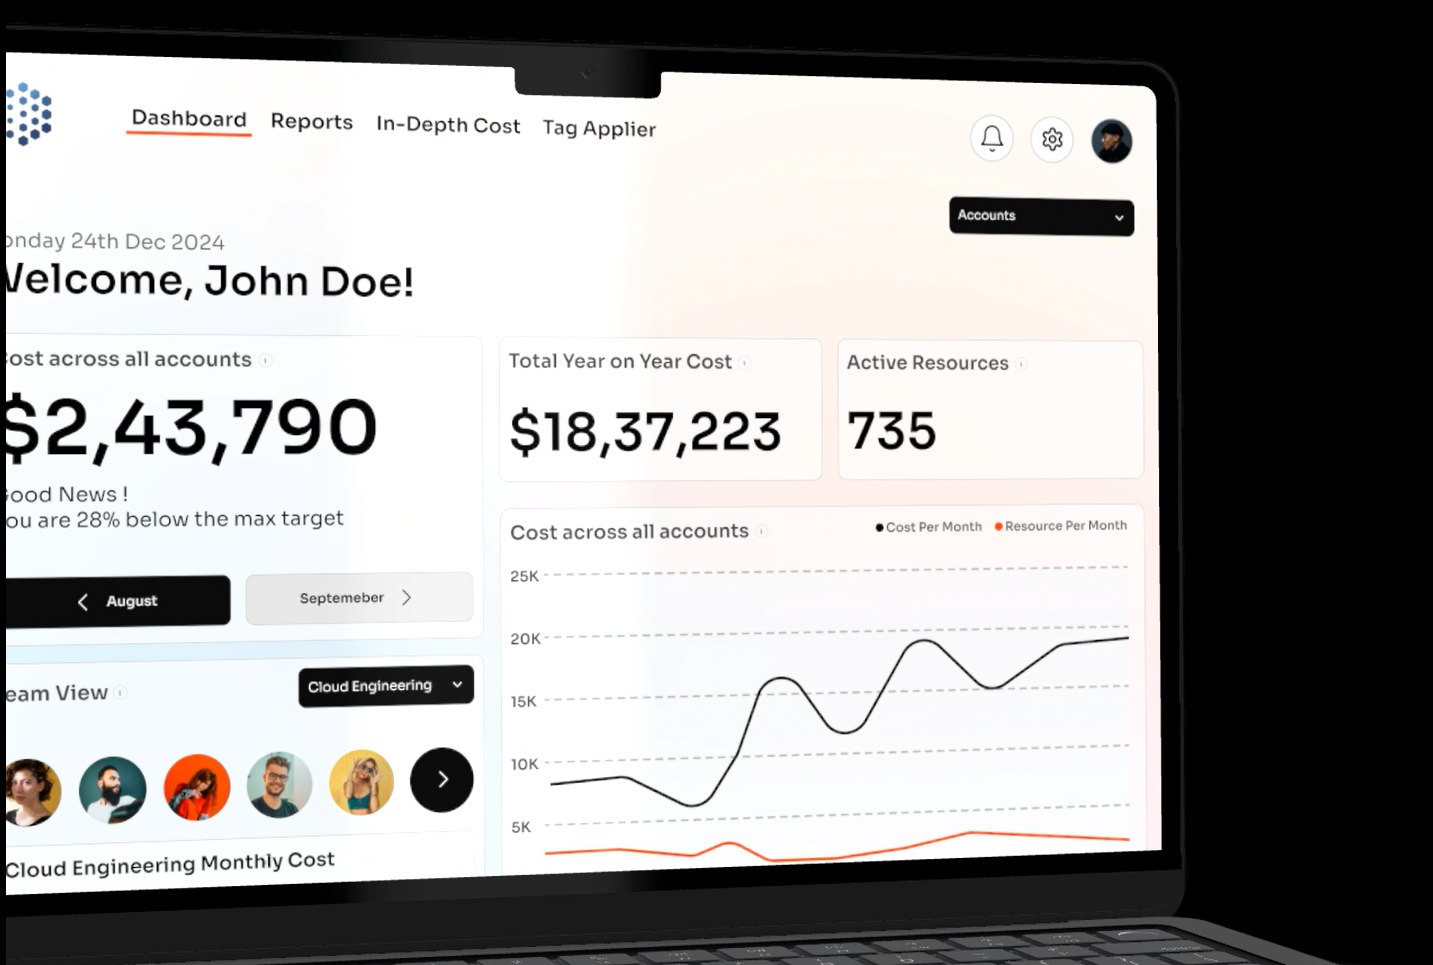 Dashboard Reports In-Depth Cost Tag Applier
Accounts
onday 24th Dec 2024
Welcome, John Doe!
Cost across all accounts
$2,43,790
Good News !
ou are 28% below the max target
August
Septemeber
Total Year on Year Cost
$18,37,223
Active Resources
735
Cost across all accounts
Cost Per Month
Resource Per Month
25K
20K
15K
10K
5K
eam View
Cloud Engineering
Cloud Engineering Monthly Cost